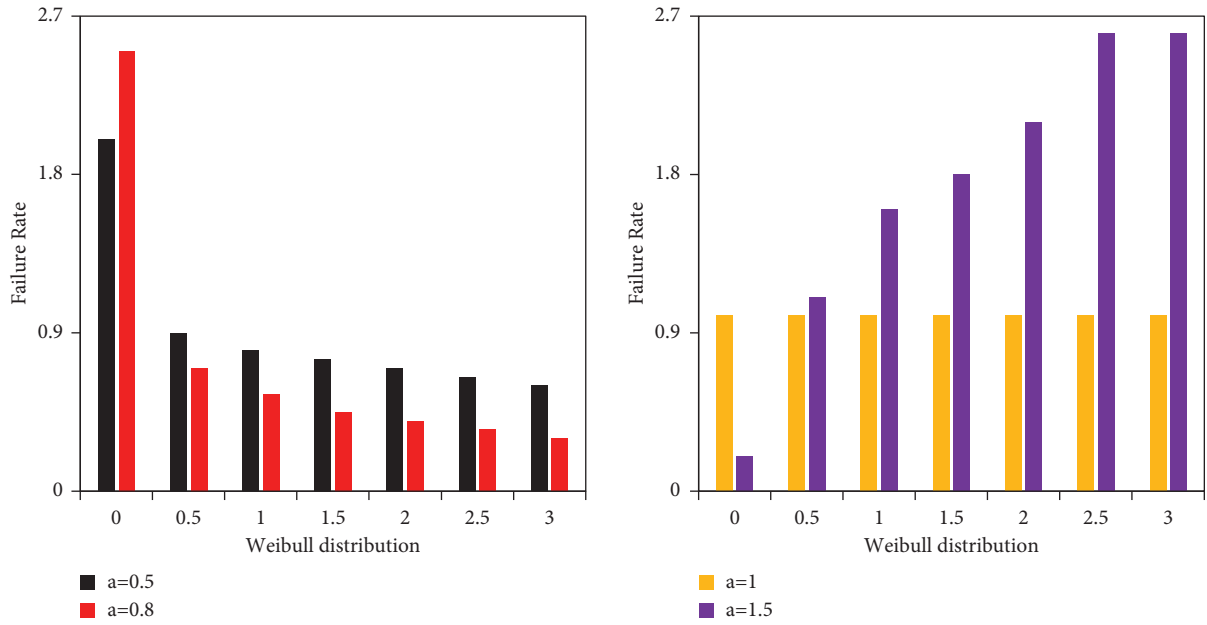 2.7
1.8
0.9
0
Failure Rate
0 0.5 1 1.5 2 2.5 3
Weibull distribution
a=0.5
a=0.8
2.7
1.8
0.9
0
Failure Rate
0 0.5 1 1.5 2 2.5 3
Weibull distribution
a=1
a=1.5